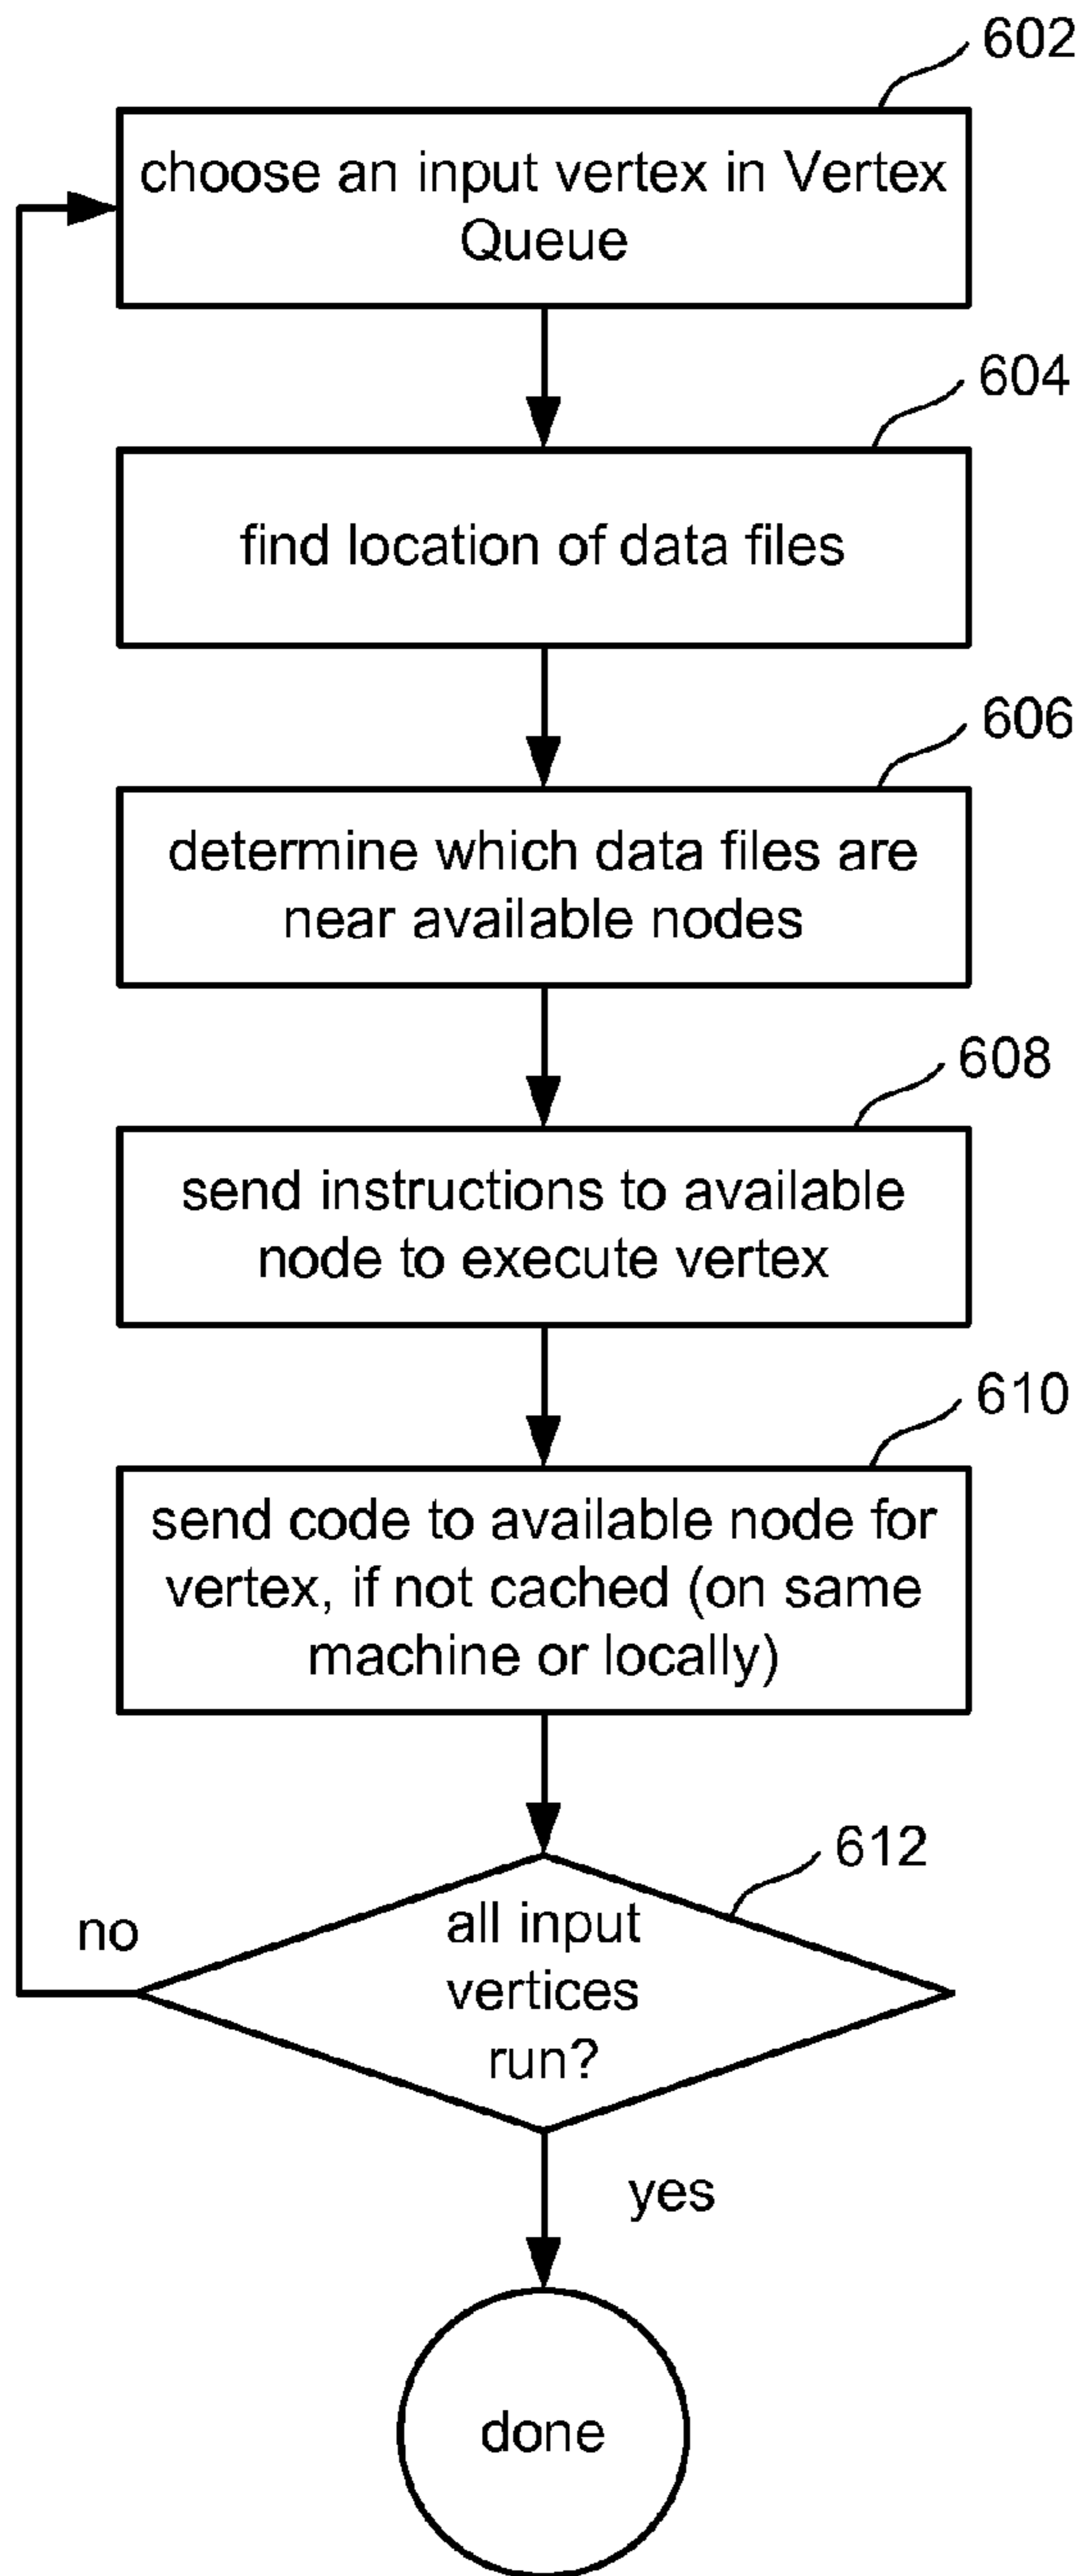 602
choose an input vertex in Vertex
Queue
604
find location of data files
606
determine which data files are
near available nodes
608
send instructions to available
node to execute vertex
610
send code to available node for
vertex, if not cached (on same
machine or locally)
612
all input
vertices
run?
no
yes
done